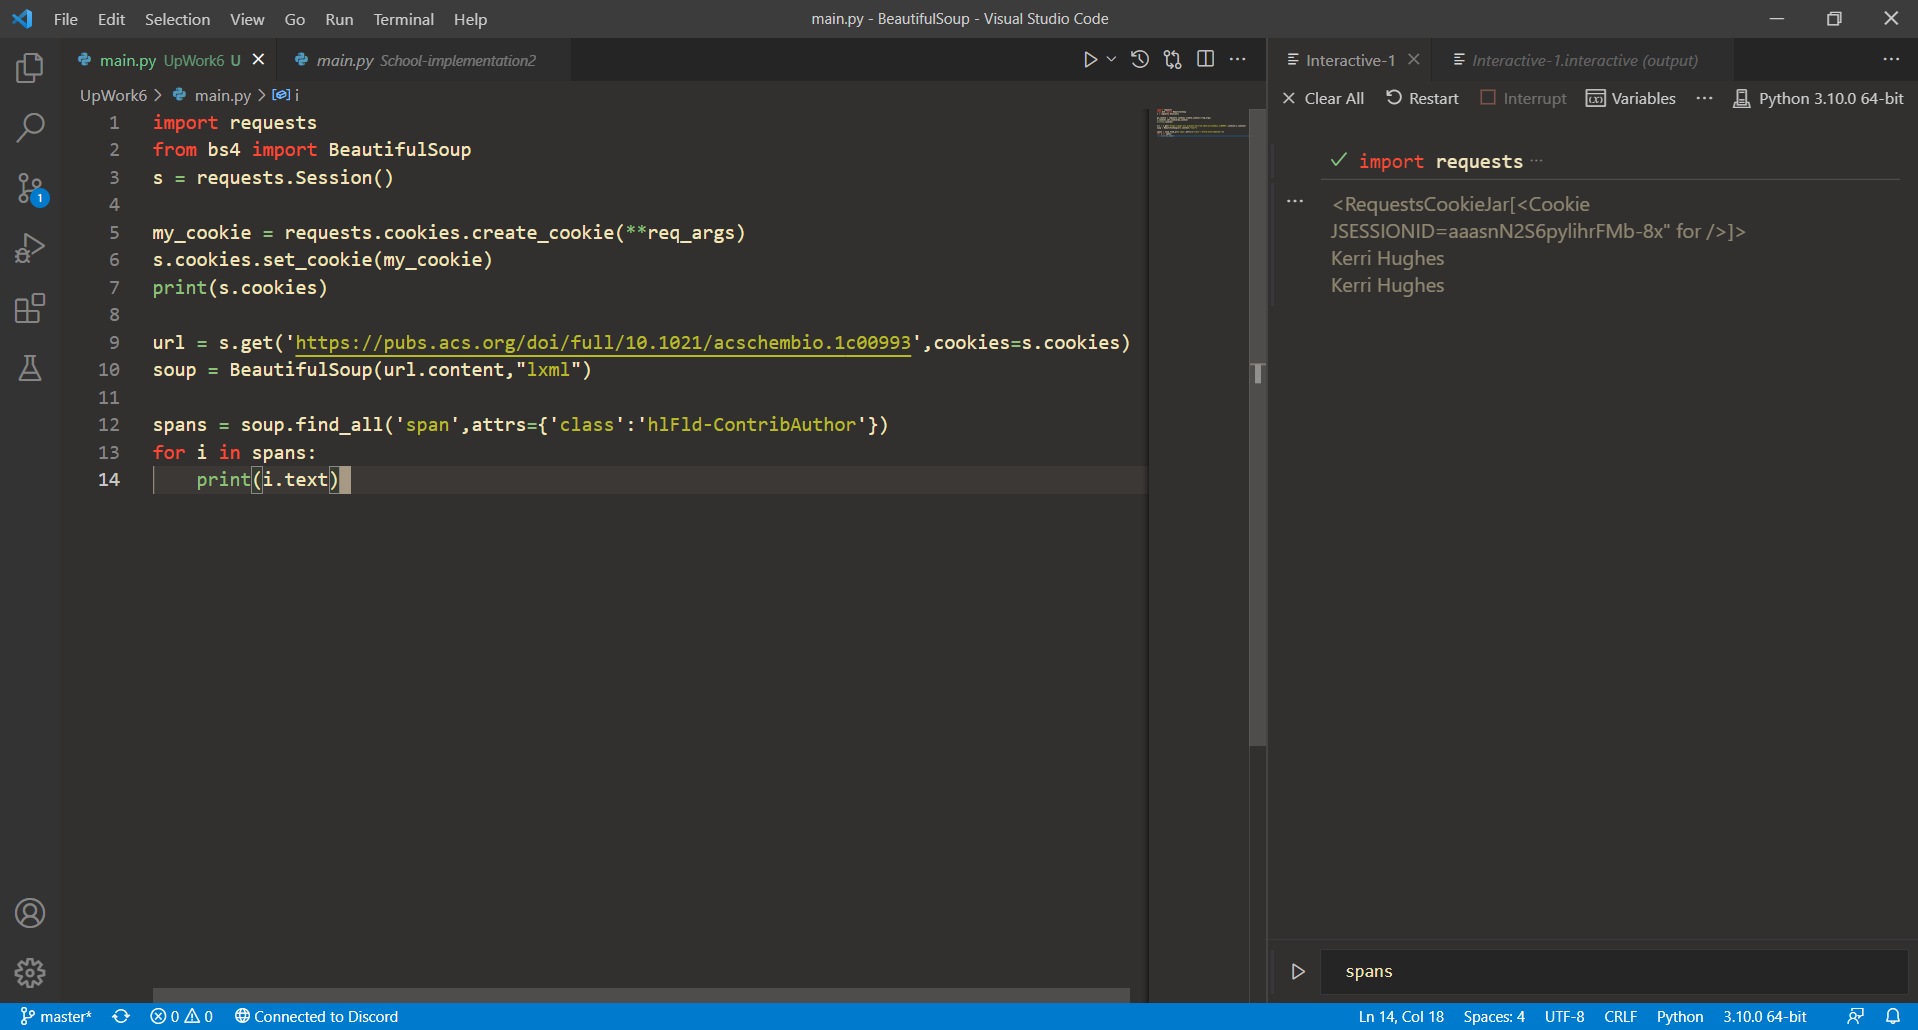 File Edit Selection View Go Run Terminal Help
main.py - BeautifulSoup - Visual Studio Code
main.py UpWork6 U
main.py School-implementation2
UpWork6 > main.py > i
1 import requests
2 from bs4 import BeautifulSoup
3 s = requests.Session()
4
5 my_cookie = requests.cookies.create_cookie(**req_args)
6 s.cookies.set_cookie(my_cookie)
7 print(s.cookies)
8
9 url = s.get('https://pubs.acs.org/doi/full/10.1021/acschembio.1c00993',cookies=s.cookies)
10 soup = BeautifulSoup(url.content,"lxml")
11
12 spans = soup.find_all('span',attrs={'class':'hlFld-ContribAuthor'})
13 for i in spans:
14     print(i.text)
Interactive-1
Interactive-1.interactive (output)
Clear All Restart Interrupt Variables ··· Python 3.10.0 64-bit
import requests ···
<RequestsCookieJar[<Cookie
JSESSIONID=aaasnN2S6pylihrFMb-8x" for />]>
Kerri Hughes
Kerri Hughes
spans
1
master* 0 0 Connected to Discord
Ln 14, Col 18 Spaces: 4 UTF-8 CRLF Python 3.10.0 64-bit